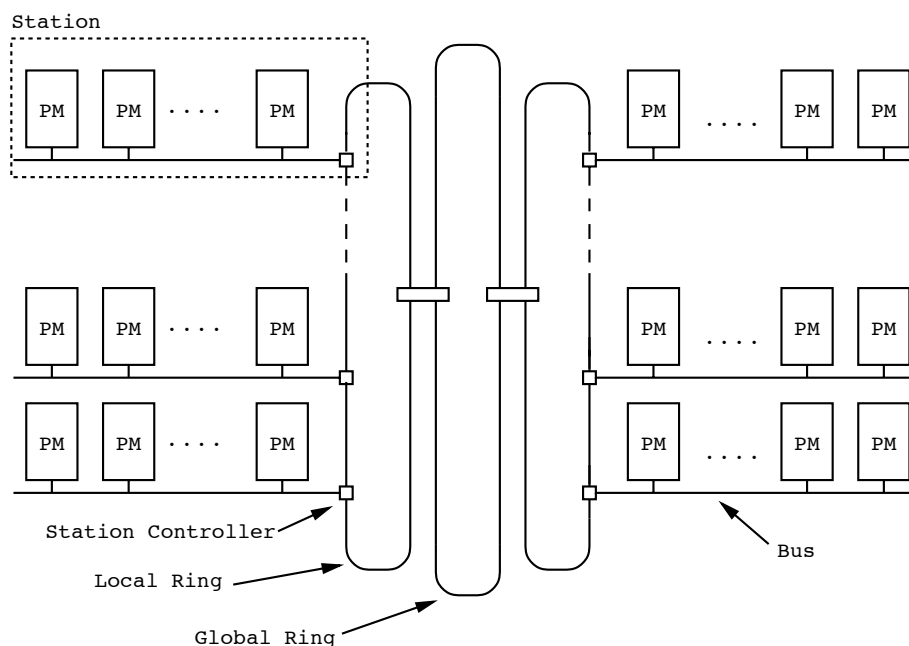 Station
PM PM .... PM PM .... PM PM
PM PM .... PM PM .... PM PM
PM PM .... PM PM .... PM PM
Station Controller
Bus
Local Ring
Global Ring